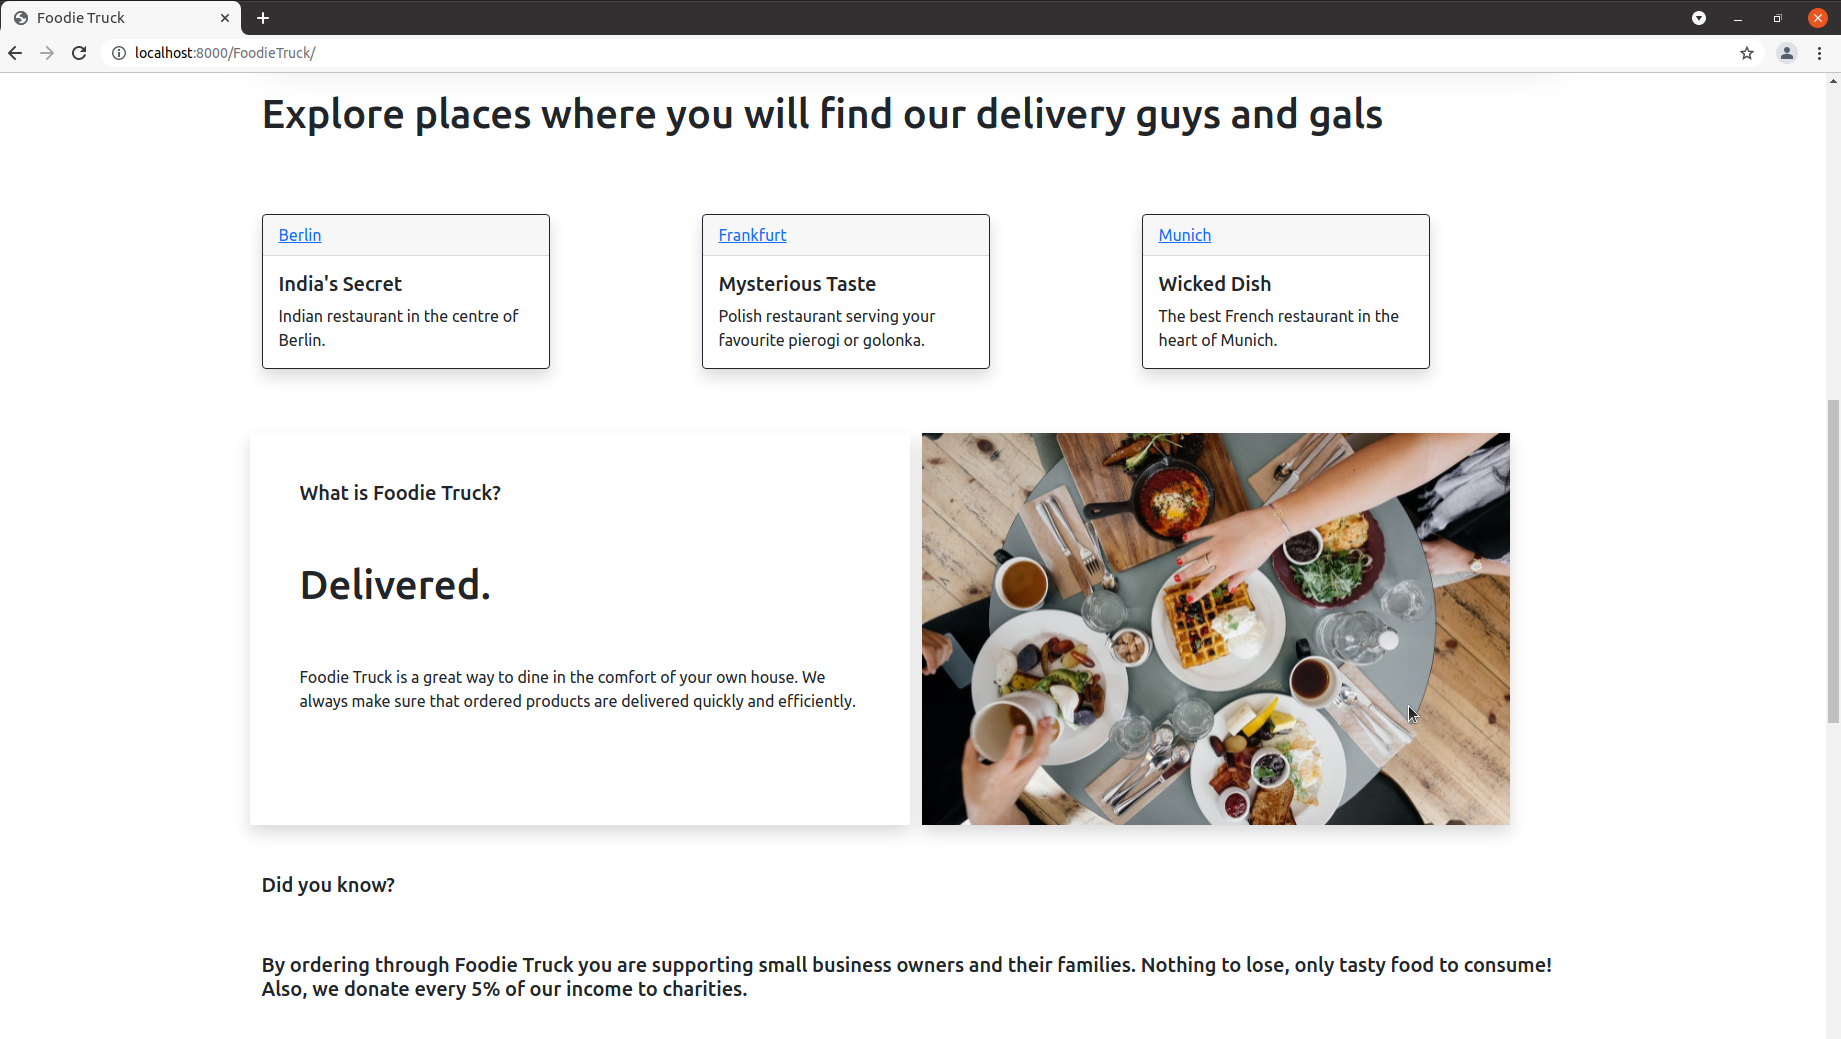 Foodie Truck
localhost:8000/FoodieTruck/
Explore places where you will find our delivery guys and gals
Berlin
India's Secret
Indian restaurant in the centre of
Berlin.
Frankfurt
Mysterious Taste
Polish restaurant serving your
favourite pierogi or golonka.
Munich
Wicked Dish
The best French restaurant in the
heart of Munich.
What is Foodie Truck?
Delivered.
Foodie Truck is a great way to dine in the comfort of your own house. We
always make sure that ordered products are delivered quickly and efficiently.
Did you know?
By ordering through Foodie Truck you are supporting small business owners and their families. Nothing to lose, only tasty food to consume!
Also, we donate every 5% of our income to charities.